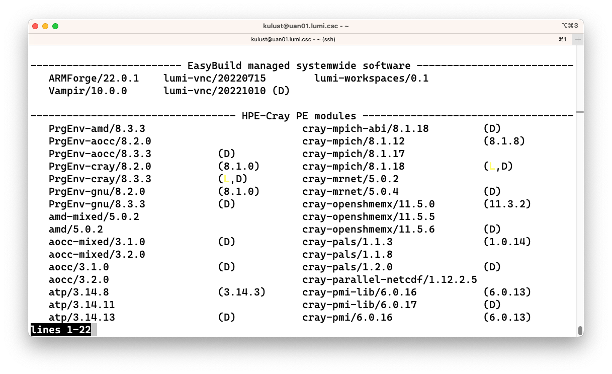 kulust@uan01.lumi.csc - ~
⌥⌘3
kulust@uan01.lumi.csc - ~ (ssh)
⌘1
---------------------------- EasyBuild managed systemwide software ----------------------------
ARMForge/22.0.1 lumi-vnc/20220715 lumi-workspaces/0.1
Vampir/10.0.0 lumi-vnc/20221010 (D)
------------------------------------- HPE-Cray PE modules -------------------------------------
PrgEnv-amd/8.3.3 cray-mpich-abi/8.1.18 (D)
PrgEnv-aocc/8.2.0 cray-mpich/8.1.12 (8.1.8)
PrgEnv-aocc/8.3.3 (D) cray-mpich/8.1.17
PrgEnv-cray/8.2.0 (8.1.0) cray-mpich/8.1.18 (L,D)
PrgEnv-cray/8.3.3 (L,D) cray-mrnet/5.0.2
PrgEnv-gnu/8.2.0 (8.1.0) cray-mrnet/5.0.4 (D)
PrgEnv-gnu/8.3.3 (D) cray-openshmemx/11.5.0 (11.3.2)
amd-mixed/5.0.2 cray-openshmemx/11.5.5
amd/5.0.2 cray-openshmemx/11.5.6 (D)
aocc-mixed/3.1.0 (D) cray-pals/1.1.3 (1.0.14)
aocc-mixed/3.2.0 cray-pals/1.1.8
aocc/3.1.0 (D) cray-pals/1.2.0 (D)
aocc/3.2.0 cray-parallel-netcdf/1.12.2.5
atp/3.14.8 (3.14.3) cray-pmi-lib/6.0.16 (6.0.13)
atp/3.14.11 cray-pmi-lib/6.0.17 (D)
atp/3.14.13 (D) cray-pmi/6.0.16 (6.0.13)
lines 1-22